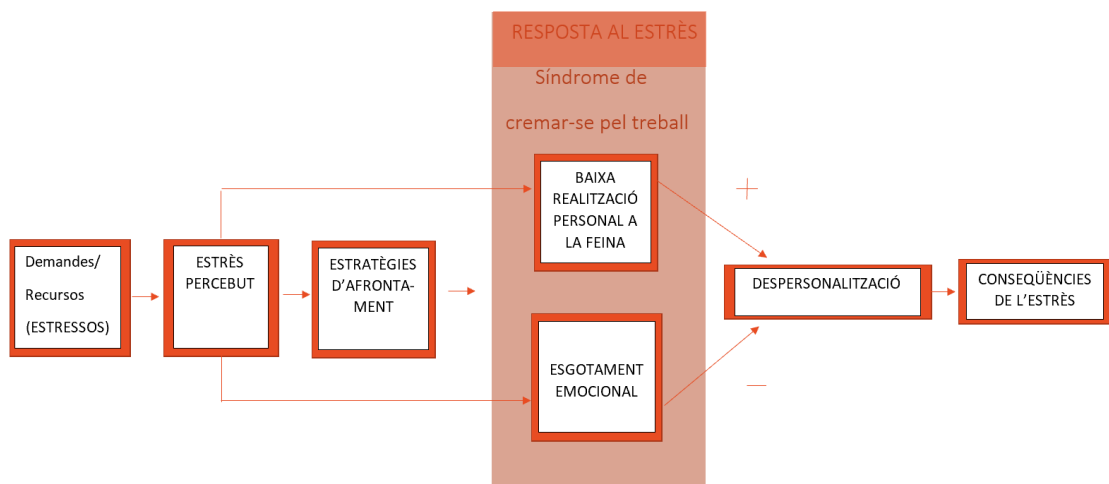 RESPOSTA AL ESTRÈS
Síndrome de
cremar-se pel treball
Demandes/
Recursos
(ESTRESSOS)
ESTRÈS
PERCEBUT
ESTRATÈGIES
D’AFRONTA-
MENT
BAIXA
REALITZACIÓ
PERSONAL A
LA FEINA
ESGOTAMENT
EMOCIONAL
+
—
DESPERSONALITZACIÓ
CONSEQÜÈNCIES
DE L’ESTRÈS